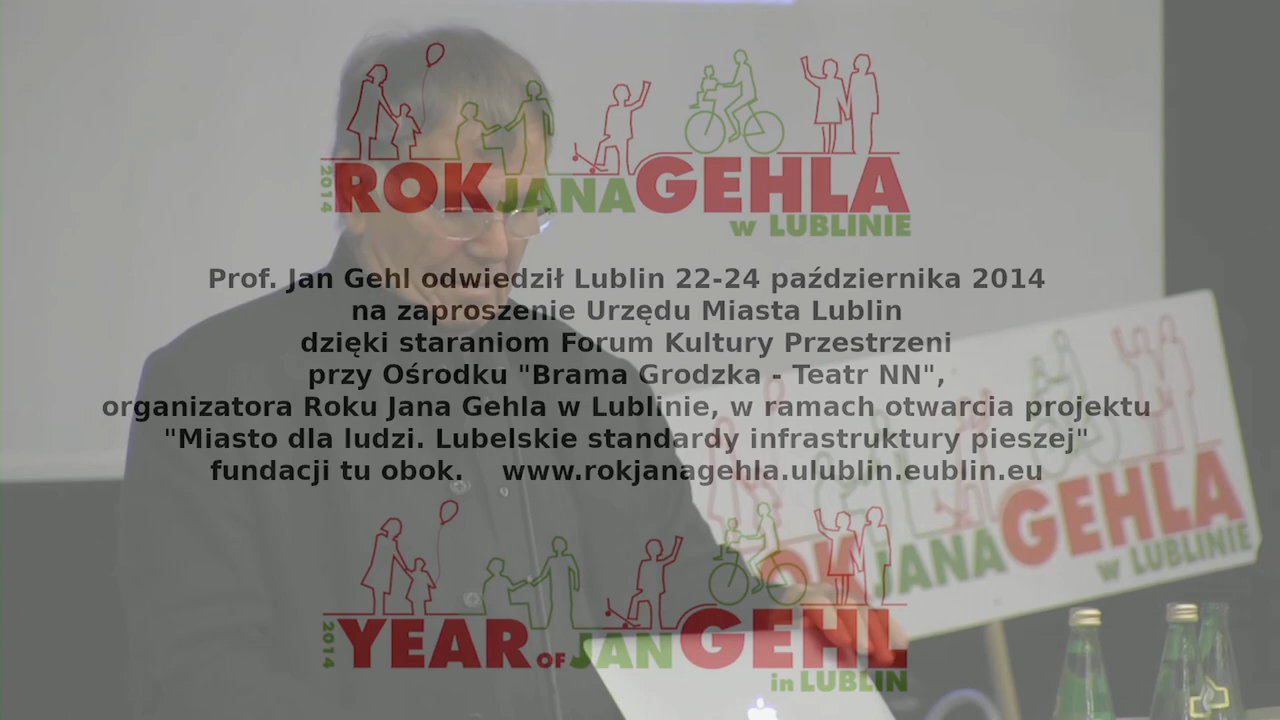 2014 ROK JANA GEHLA
w LUBLINIE
Prof. Jan Gehl odwiedził Lublin 22-24 października 2014
na zaproszenie Urzędu Miasta Lublin
dzięki staraniom Forum Kultury Przestrzeni
przy Ośrodku "Brama Grodzka - Teatr NN",
organizatora Roku Jana Gehla w Lublinie, w ramach otwarcia projektu
"Miasto dla ludzi. Lubelskie standardy infrastruktury pieszej"
fundacji tu obok. www.rokjanagehla.ulublin.eublin.eu
ROK JANA GEHLA
w LUBLINIE
2014 YEAR OF JAN GEHL
in LUBLIN